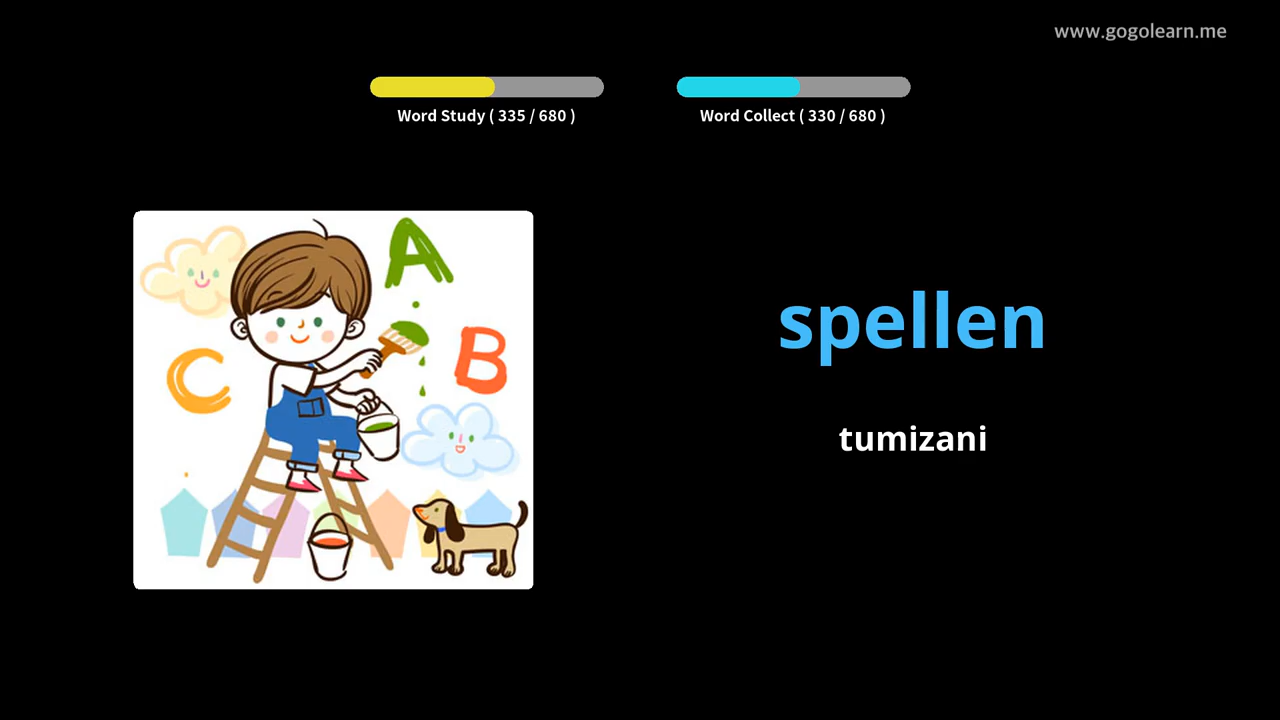 www.gogolearn.me
Word Study ( 335 / 680 )
Word Collect ( 330 / 680 )
A
B
C
spellen
tumizani